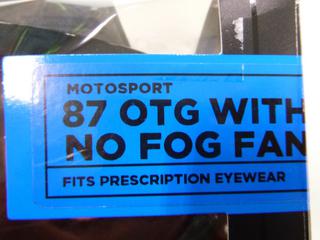 MOTOSPORT
87 OTG WITH
NO FOG FAN
FITS PRESCRIPTION EYEWEAR